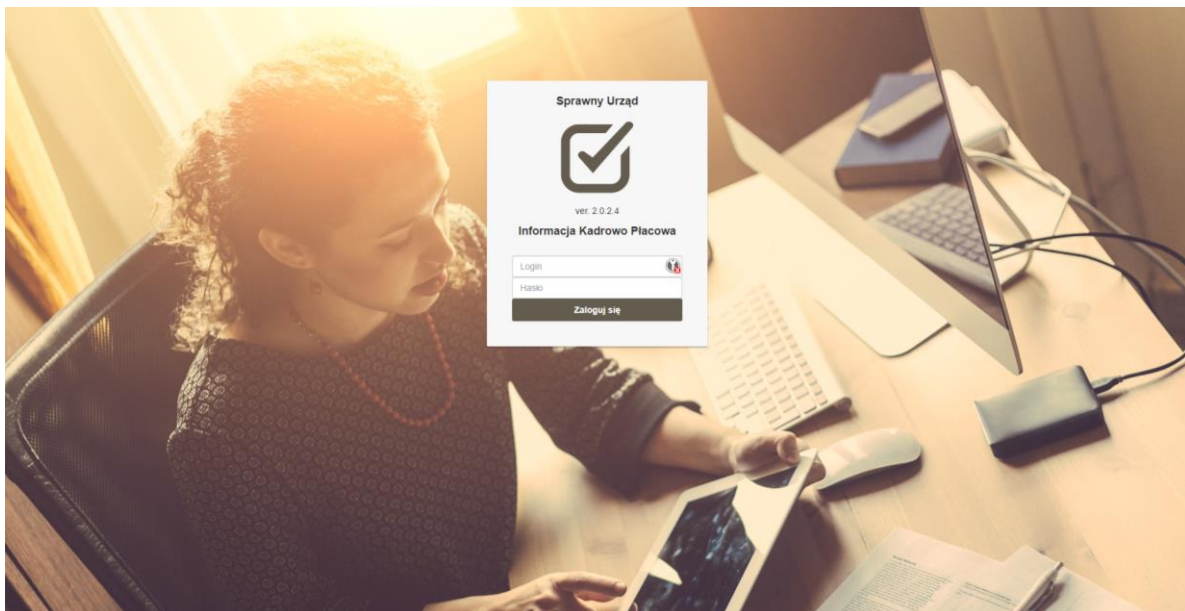 Sprawny Urząd
ver. 2.0.2.4
Informacja Kadrowo Płacowa
Login
Hasło
Zaloguj się